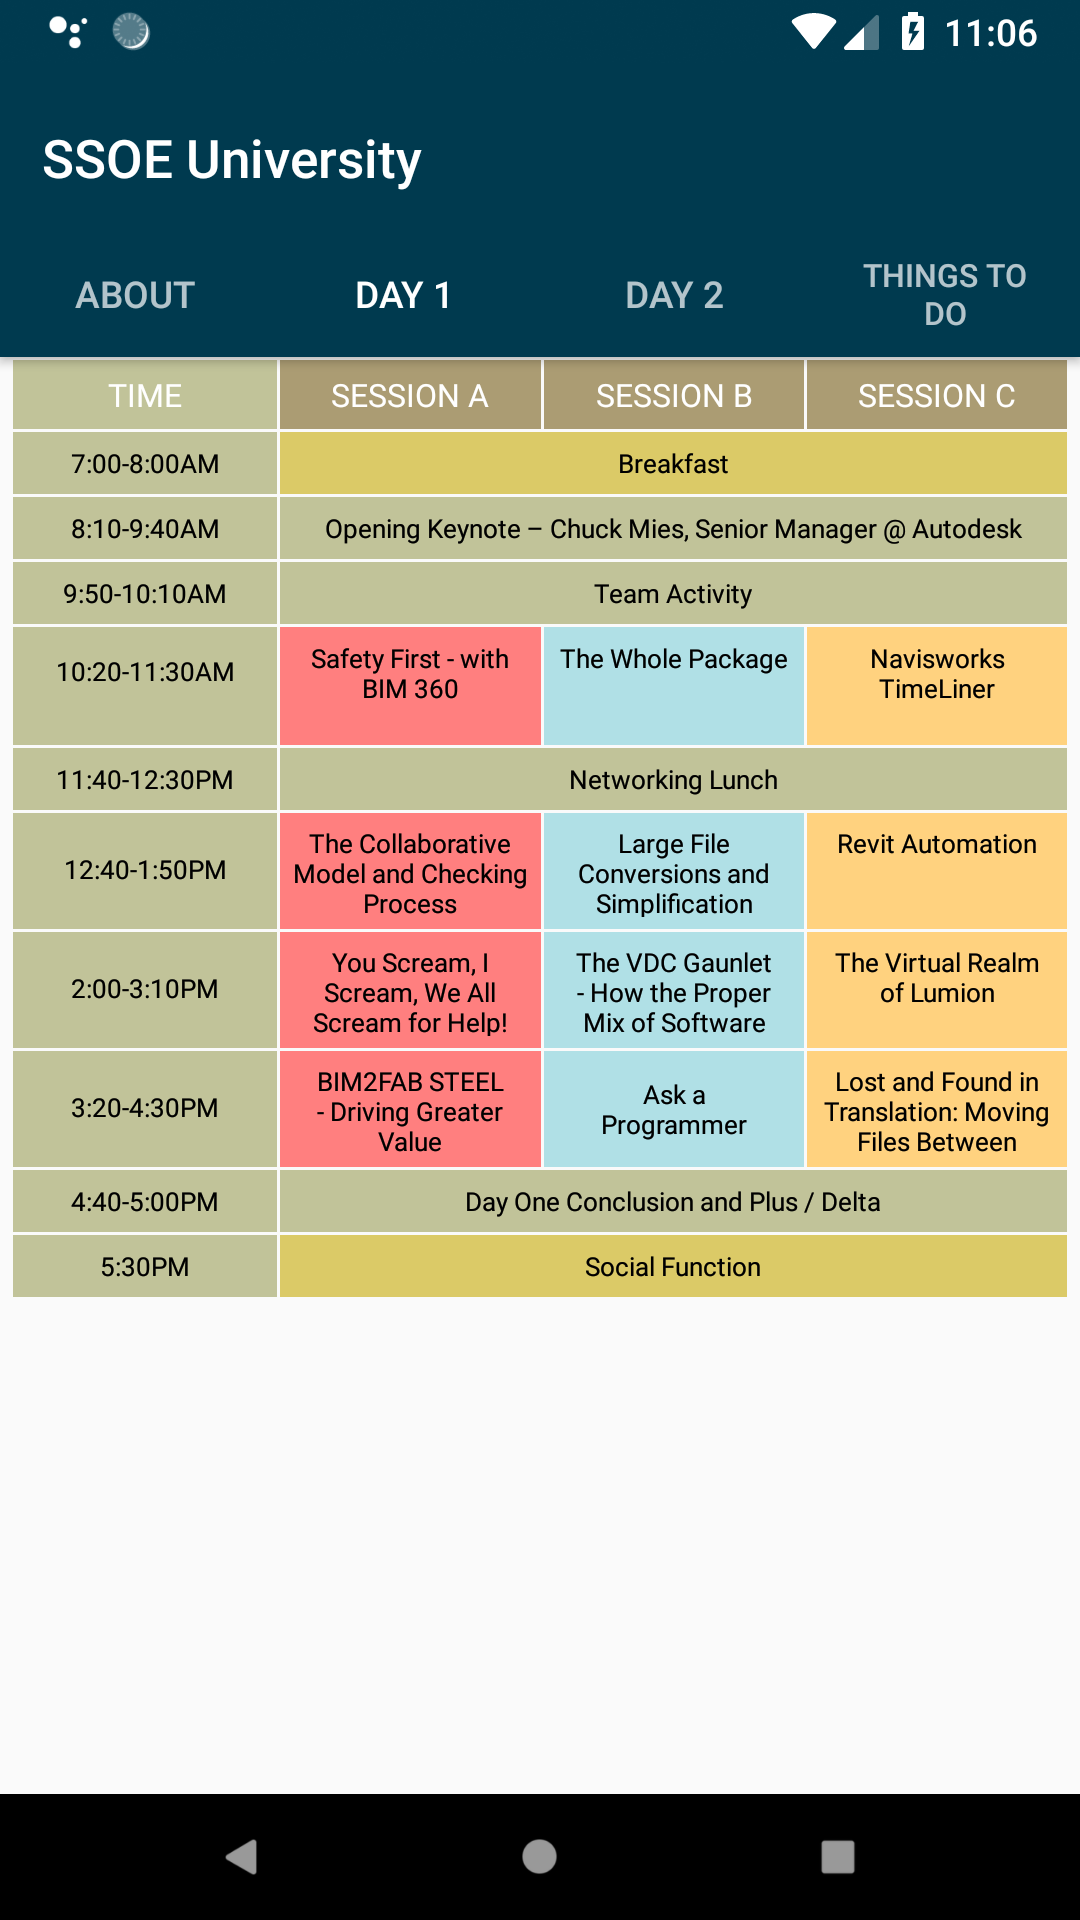 11:06
SSOE University
ABOUT
DAY 1
DAY 2
THINGS TO
DO
TIME
SESSION A
SESSION B
SESSION C
7:00-8:00AM
Breakfast
8:10-9:40AM
Opening Keynote – Chuck Mies, Senior Manager @ Autodesk
9:50-10:10AM
Team Activity
10:20-11:30AM
Safety First - with
BIM 360
The Whole Package
Navisworks
TimeLiner
11:40-12:30PM
Networking Lunch
12:40-1:50PM
The Collaborative
Model and Checking
Process
Large File
Conversions and
Simplification
Revit Automation
2:00-3:10PM
You Scream, I
Scream, We All
Scream for Help!
The VDC Gaunlet
- How the Proper
Mix of Software
The Virtual Realm
of Lumion
3:20-4:30PM
BIM2FAB STEEL
- Driving Greater
Value
Ask a
Programmer
Lost and Found in
Translation: Moving
Files Between
4:40-5:00PM
Day One Conclusion and Plus / Delta
5:30PM
Social Function